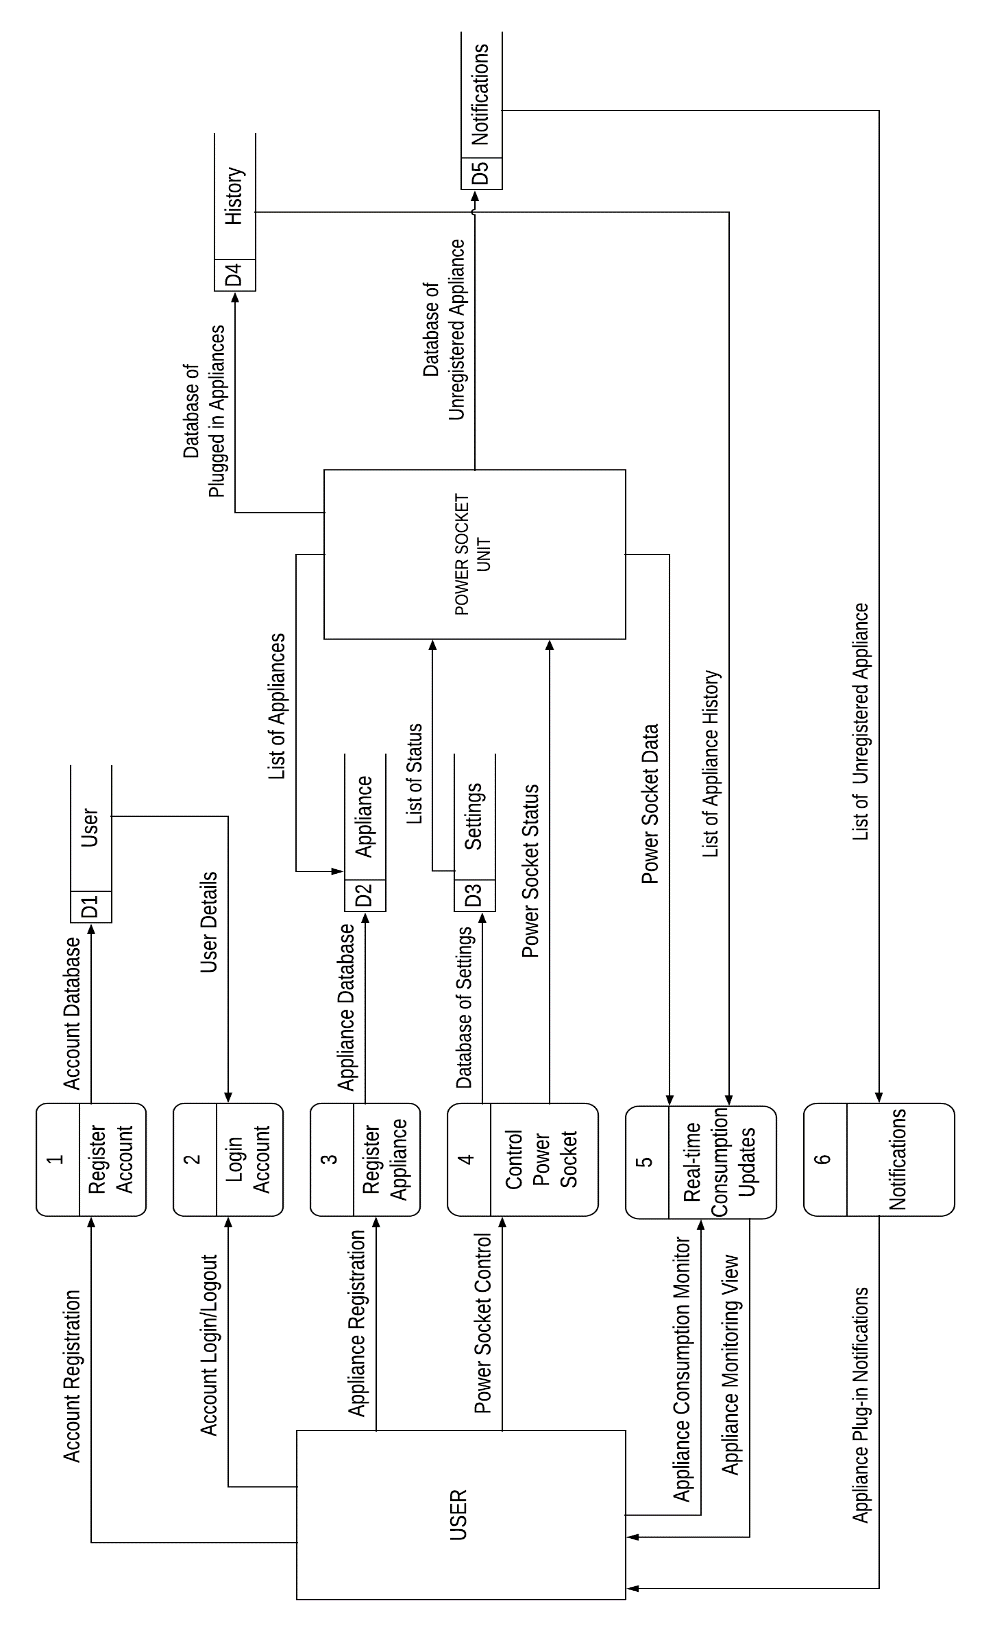 Account Registration
1
Register
Account
Account Database
D1
User
Account Login/Logout
2
Login
Account
User Details
Database of
Plugged in Appliances
D4
History
List of Appliances
Appliance Registration
3
Register
Appliance
Appliance Database
D2
Appliance
List of Status
USER
Power Socket Control
4
Control
Power
Socket
Database of Settings
D3
Settings
Power Socket Status
POWER SOCKET
UNIT
Database of
Unregistered Appliance
D5
Notifications
Appliance Consumption Monitor
Appliance Monitoring View
5
Real-time
Consumption
Updates
Power Socket Data
List of Appliance History
Appliance Plug-in Notifications
6
Notifications
List of Unregistered Appliance